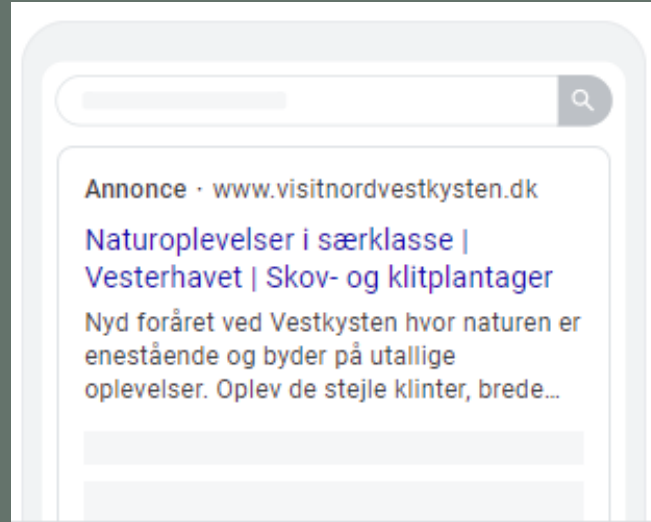 Annonce · www.visitnordvestkysten.dk
Naturoplevelser i særklasse |
Vesterhavet | Skov- og klitplantager
Nyd foråret ved Vestkysten hvor naturen er
enestående og byder på utallige
oplevelser. Oplev de stejle klinter, brede...